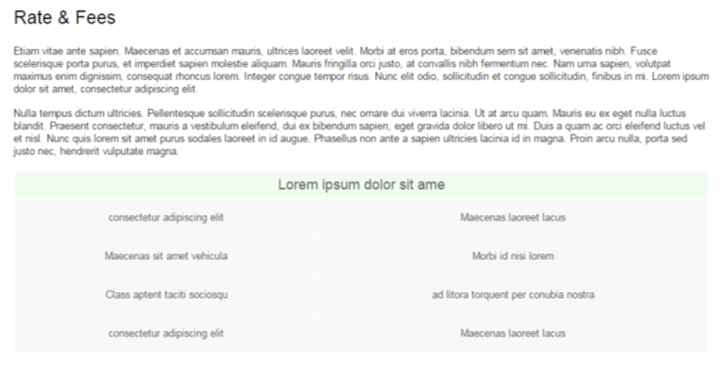 Rate & Fees
Etiam vitae ante sapien. Maecenas et accumsan mauris, ultrices laoreet velit. Morbi at eros porta, bibendum sem sit amet, venenatis nibh. Fusce
scelerisque porta purus, et imperdiet sapien molestie aliquam. Mauris fringilla orci justo, at convallis nibh fermentum nec. Nam urna sapien, volutpat
maximus enim dignissim, consequat rhoncus lorem. Integer congue tempor risus. Nunc elit odio, sollicitudin et congue sollicitudin, finibus in mi. Lorem ipsum
dolor sit amet, consectetur adipiscing elit.
Nulla tempus dictum ultricies. Pellentesque sollicitudin scelerisque purus, nec ornare dui viverra lacinia. Ut at arcu quam. Mauris eu ex eget nulla luctus
blandit. Praesent consectetur, mauris a vestibulum eleifend, dui ex bibendum sapien, eget gravida dolor libero ut mi. Duis a quam ac orci eleifend luctus vel
et nisl. Nunc quis lorem sit amet purus sodales laoreet in id augue. Phasellus non ante a sapien ultricies lacinia id in magna. Proin arcu nulla, porta sed
justo nec, hendrerit vulputate magna.
Lorem ipsum dolor sit ame
consectetur adipiscing elit Maecenas laoreet lacus
Maecenas sit amet vehicula Morbi id nisi lorem
Class aptent taciti sociosqu ad litora torquent per conubia nostra
consectetur adipiscing elit Maecenas laoreet lacus